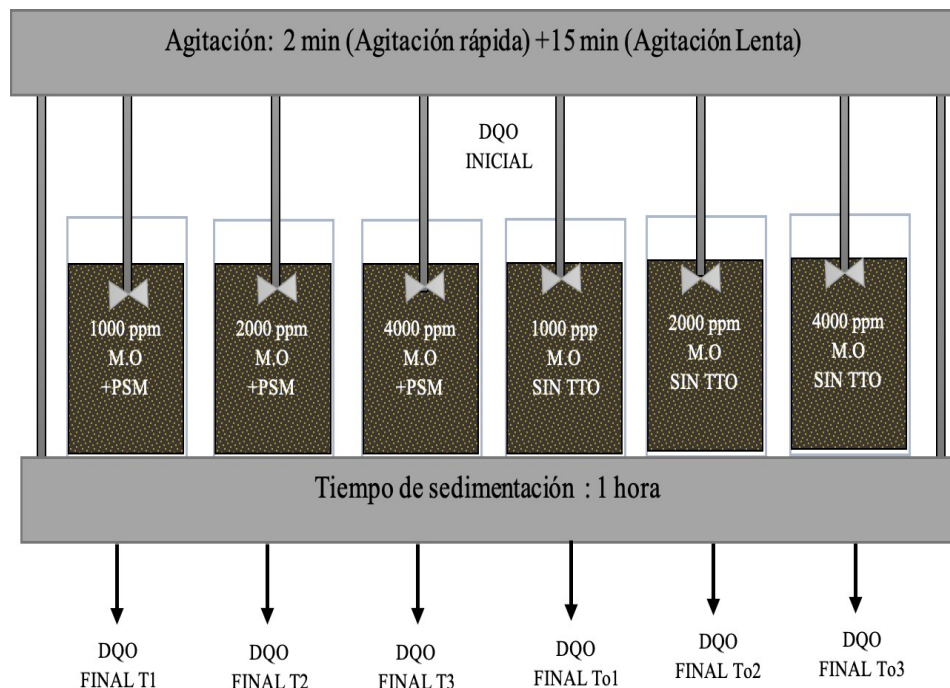 Agitación: 2 min (Agitación rápida) +15 min (Agitación Lenta)
DQO
INICIAL
1000 ppm
M.O
+PSM
2000 ppm
M.O
+PSM
4000 ppm
M.O
+PSM
1000 ppp
M.O
SIN TTO
2000 ppm
M.O
SIN TTO
4000 ppm
M.O
SIN TTO
Tiempo de sedimentación : 1 hora
DQO
FINAL T1
DQO
FINAL T2
DQO
FINAL T3
DQO
FINAL To1
DQO
FINAL To2
DQO
FINAL To3